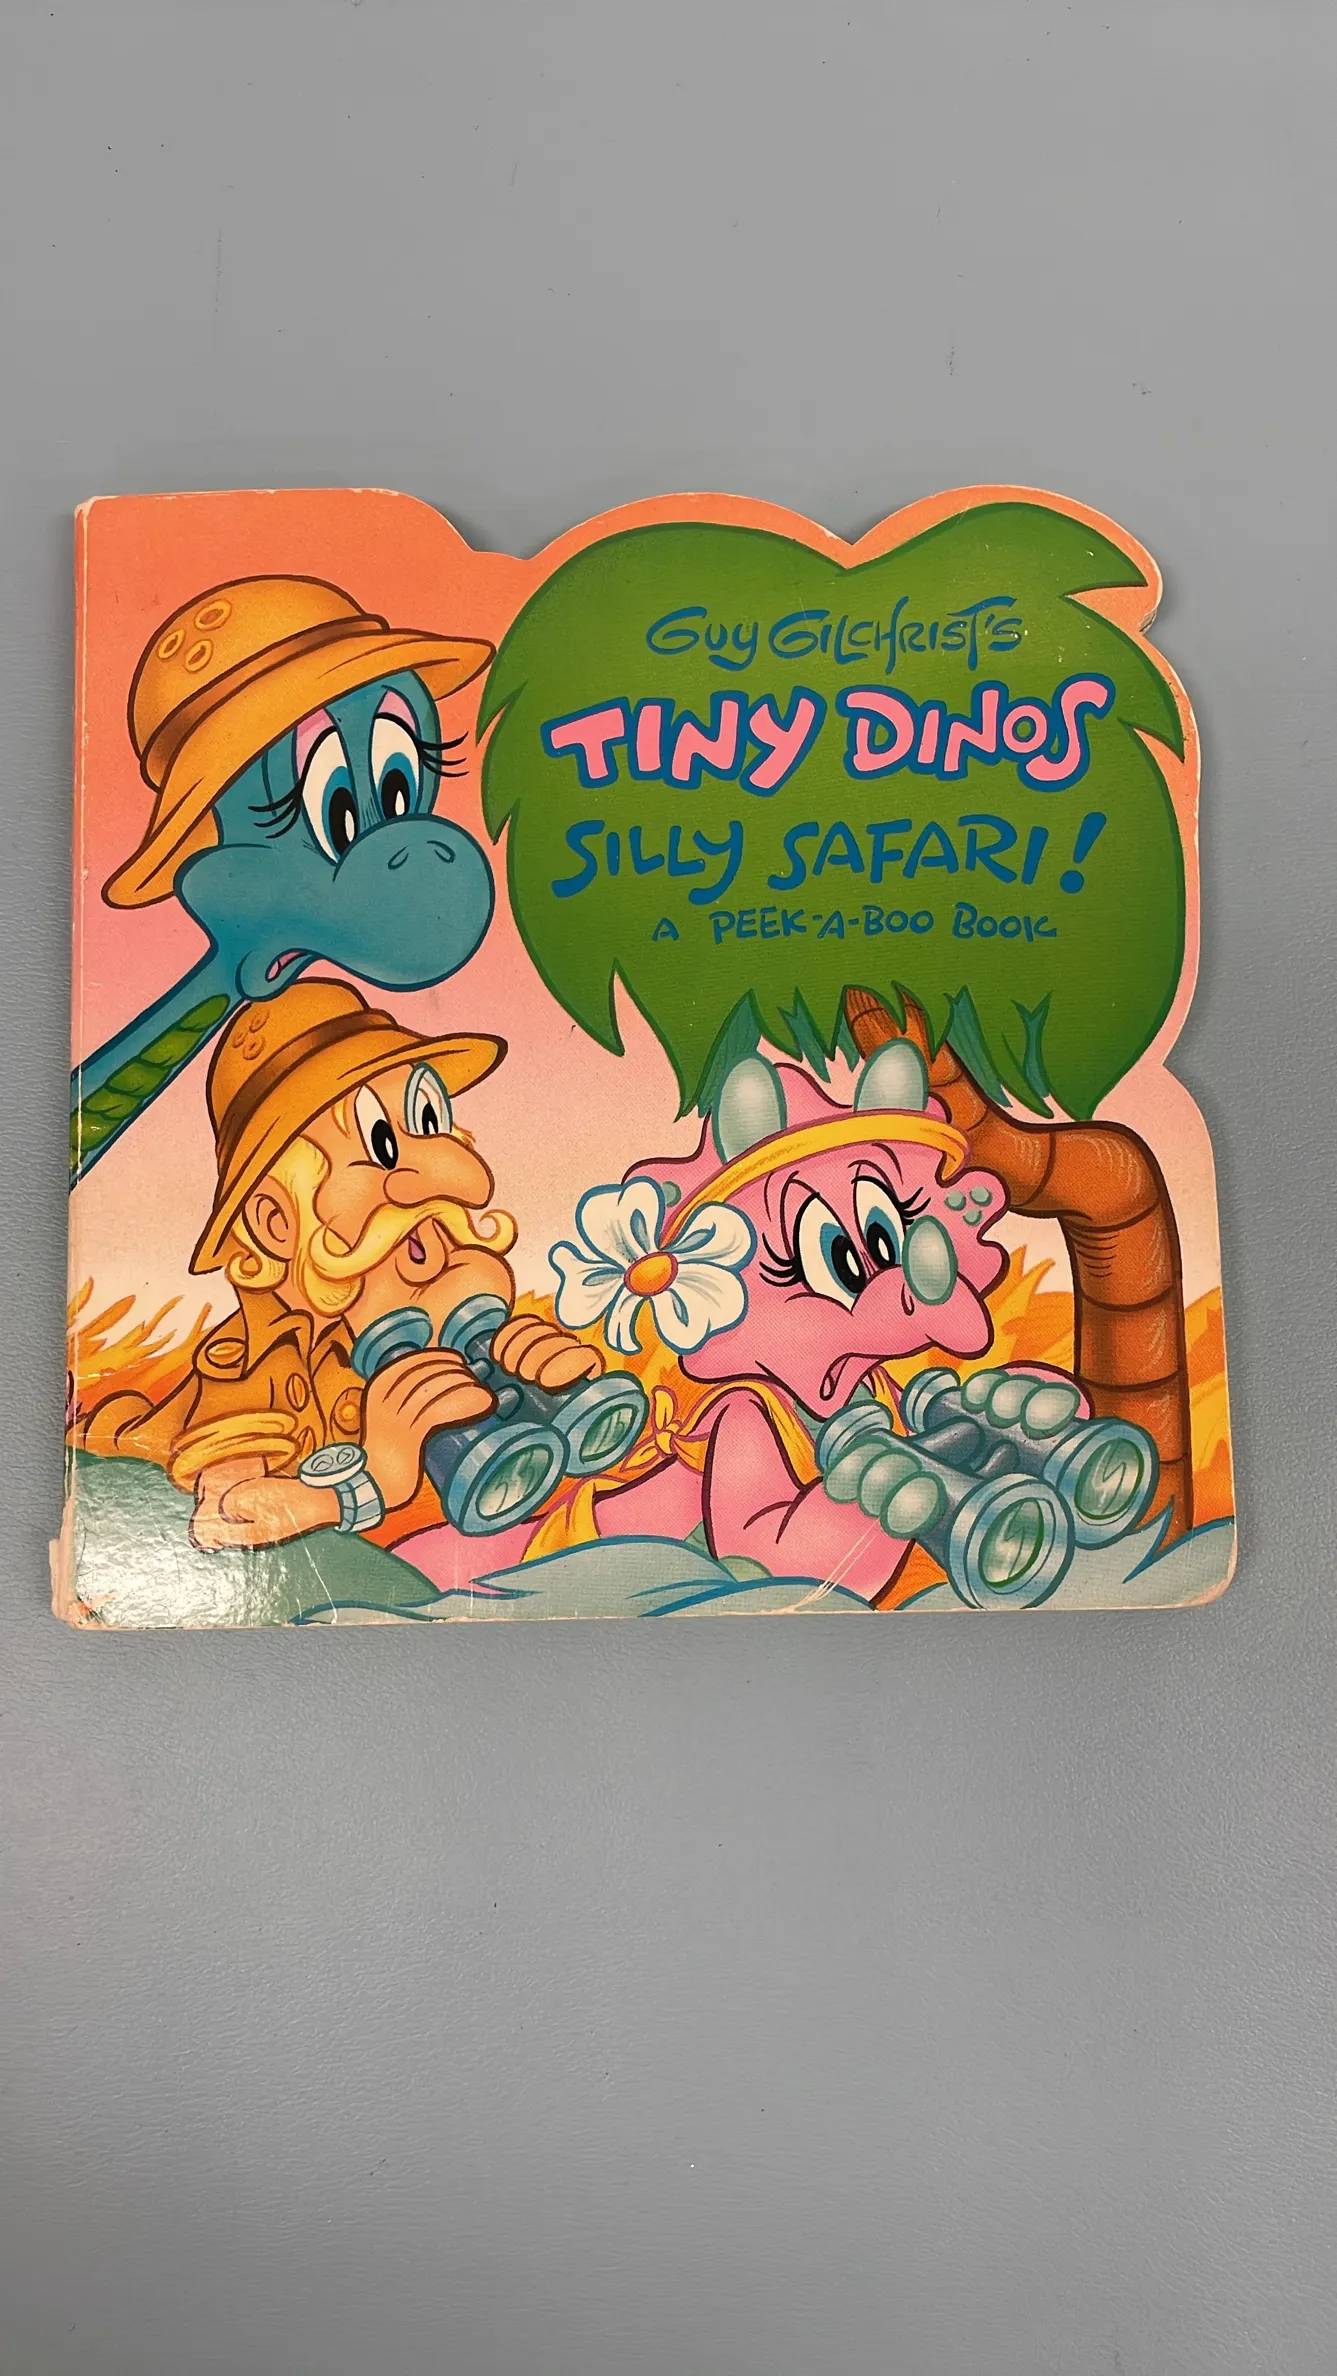 Guy Gilchrist's
TINY DINOS
SILLY SAFARI!
A PEEK-A-BOO BOOK